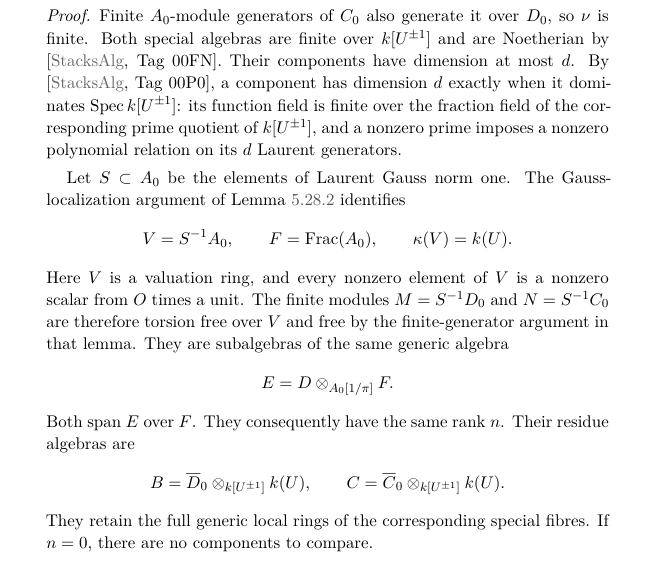 Proof. Finite A₀-module generators of C₀ also generate it over D₀, so ν is
finite. Both special algebras are finite over k[U^{±1}] and are Noetherian by
[StacksAlg, Tag 00FN]. Their components have dimension at most d. By
[StacksAlg, Tag 00P0], a component has dimension d exactly when it domi-
nates Spec k[U^{±1}]: its function field is finite over the fraction field of the cor-
responding prime quotient of k[U^{±1}], and a nonzero prime imposes a nonzero
polynomial relation on its d Laurent generators.
Let S ⊂ A₀ be the elements of Laurent Gauss norm one. The Gauss-
localization argument of Lemma 5.28.2 identifies
V = S⁻¹A₀, F = Frac(A₀), κ(V) = k(U).
Here V is a valuation ring, and every nonzero element of V is a nonzero
scalar from O times a unit. The finite modules M = S⁻¹D₀ and N = S⁻¹C₀
are therefore torsion free over V and free by the finite-generator argument in
that lemma. They are subalgebras of the same generic algebra
E = D ⊗_{A₀[1/π]} F.
Both span E over F. They consequently have the same rank n. Their residue
algebras are
B = D̅₀ ⊗_{k[U^{±1}]} k(U), C = C̅₀ ⊗_{k[U^{±1}]} k(U).
They retain the full generic local rings of the corresponding special fibres. If
n = 0, there are no components to compare.